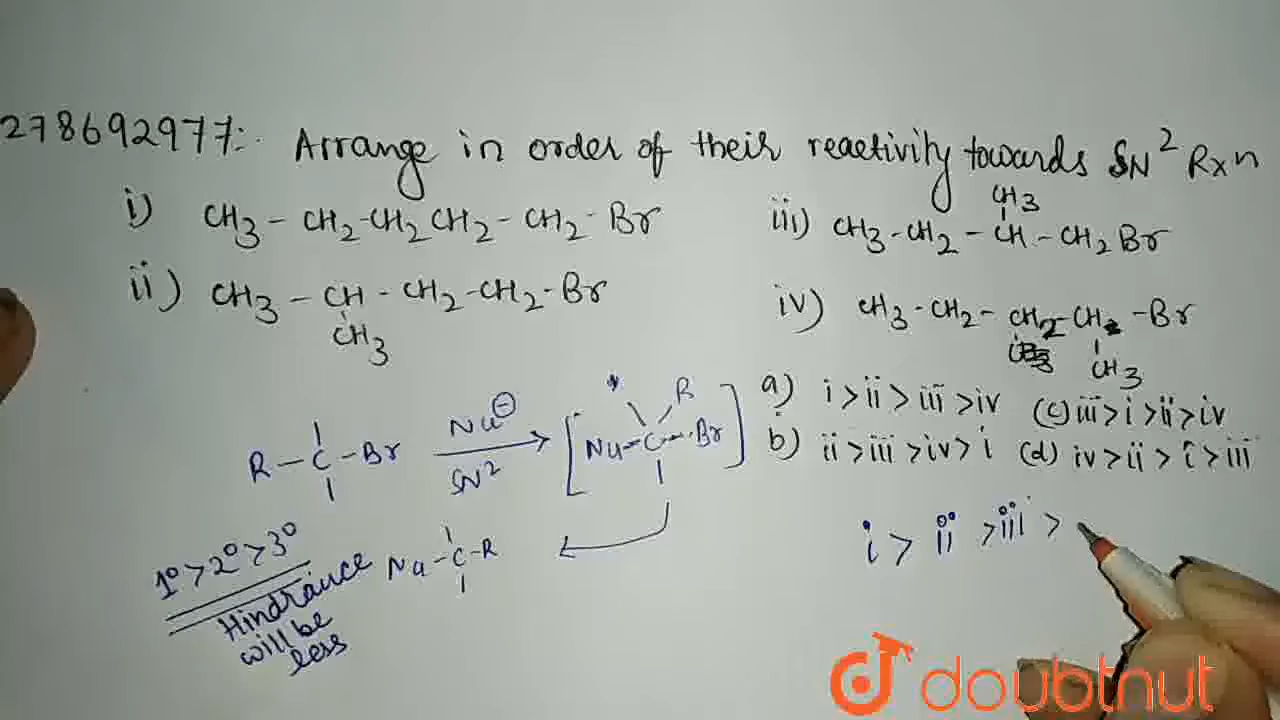 278692977:. Arrange in order of their reactivity towards SN2 Rxn
i) CH3 - CH2-CH2 CH2 - CH2 - Br
ii) CH3 - CH - CH2 - CH2 - Br
CH3
CH3
iii) CH3 - CH2 - CH - CH2 Br
iv) CH3 - CH2 - CH2 - CH - Br
CH3
a) i > ii > iii > iv
(c) iii > i > ii > iv
b) ii > iii > iv > i
(d) iv > ii > i > iii
R - C - Br
Nu⊖
SN2
[Nu - C - Br]
R
Nu - C - R
1° > 2° > 3°
Hindrance
will be
less
i > ii > iii >
doubtnut